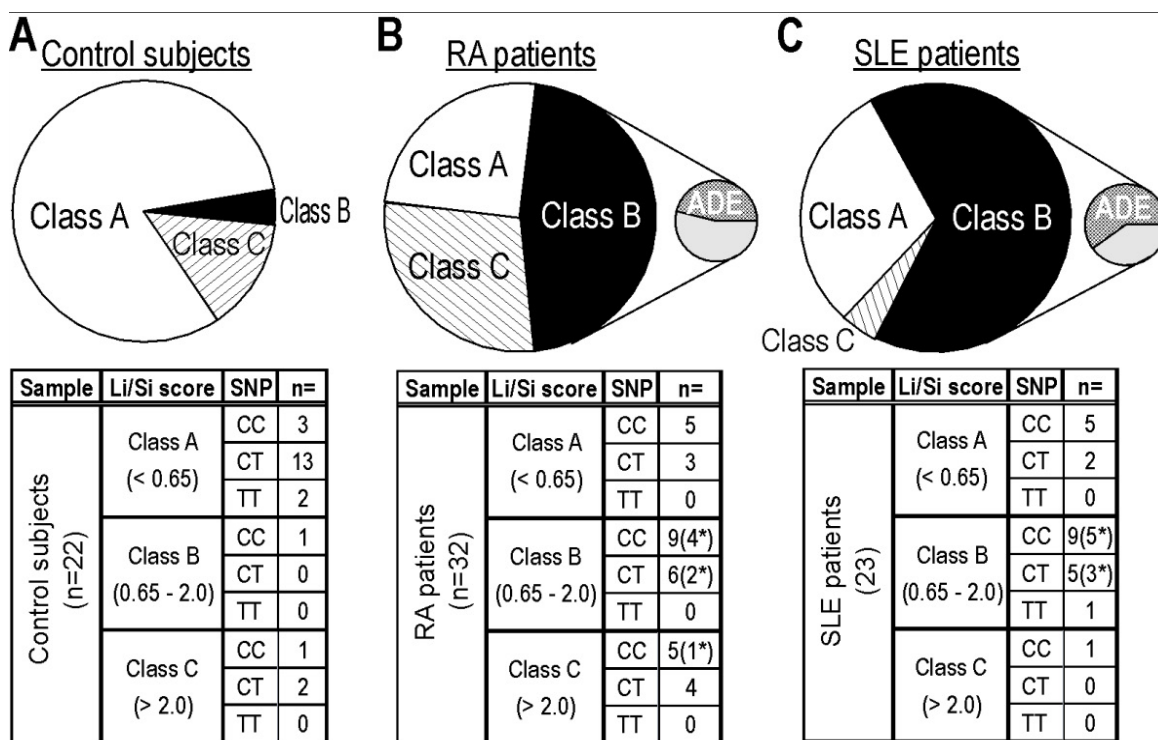 A
Control subjects
Class A
Class B
Class C
Sample Li/Si score SNP n=
Control subjects
(n=22)
Class A
(< 0.65)
CC 3
CT 13
TT 2
Class B
(0.65 - 2.0)
CC 1
CT 0
TT 0
Class C
(> 2.0)
CC 1
CT 2
TT 0
B
RA patients
Class A
Class B
Class C
ADE
Sample Li/Si score SNP n=
RA patients
(n=32)
Class A
(< 0.65)
CC 5
CT 3
TT 0
Class B
(0.65 - 2.0)
CC 9(4*)
CT 6(2*)
TT 0
Class C
(> 2.0)
CC 5(1*)
CT 4
TT 0
C
SLE patients
Class A
Class B
Class C
ADE
Sample Li/Si score SNP n=
SLE patients
(23)
Class A
(< 0.65)
CC 5
CT 2
TT 0
Class B
(0.65 - 2.0)
CC 9(5*)
CT 5(3*)
TT 1
Class C
(> 2.0)
CC 1
CT 0
TT 0